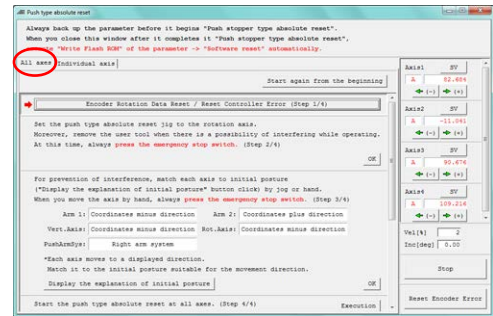 Push type absolute reset
Always back up the parameter before it begins "Push stopper type absolute reset".
When you close this window after it completes it "Push stopper type absolute reset",
"Write Flash ROM" of the parameter -> "Software reset" automatically.
All axes Individual axis
Start again from the beginning
Encoder Rotation Data Reset / Reset Controller Error (Step 1/4)
Set the push type absolute reset jig to the rotation axis.
Moreover, remove the user tool when there is a possibility of interfering while operating.
At this time, always press the emergency stop switch. (Step 2/4)
OK
For prevention of interference, match each axis to initial posture
("Display the explanation of initial posture" button click) by jog or hand.
When you move the axis by hand, always press the emergency stop switch. (Step 3/4)
Arm 1: Coordinates minus direction Arm 2: Coordinates plus direction
Vert.Axis: Coordinates minus direction Rot.Axis: Coordinates minus direction
PushArmSys: Right arm system
*Each axis moves to a displayed direction.
Match it to the initial posture suitable for the movement direction.
Display the explanation of initial posture OK
Start the push type absolute reset at all axes. (Step 4/4) Execution
Axis1 SV
A 82.684
(-) (+)
Axis2 SV
A -11.041
(-) (+)
Axis3 SV
A 90.676
(-) (+)
Axis4 SV
A 109.216
(-) (+)
Vel[%] 2
Inc[deg] 0.00
Stop
Reset Encoder Error